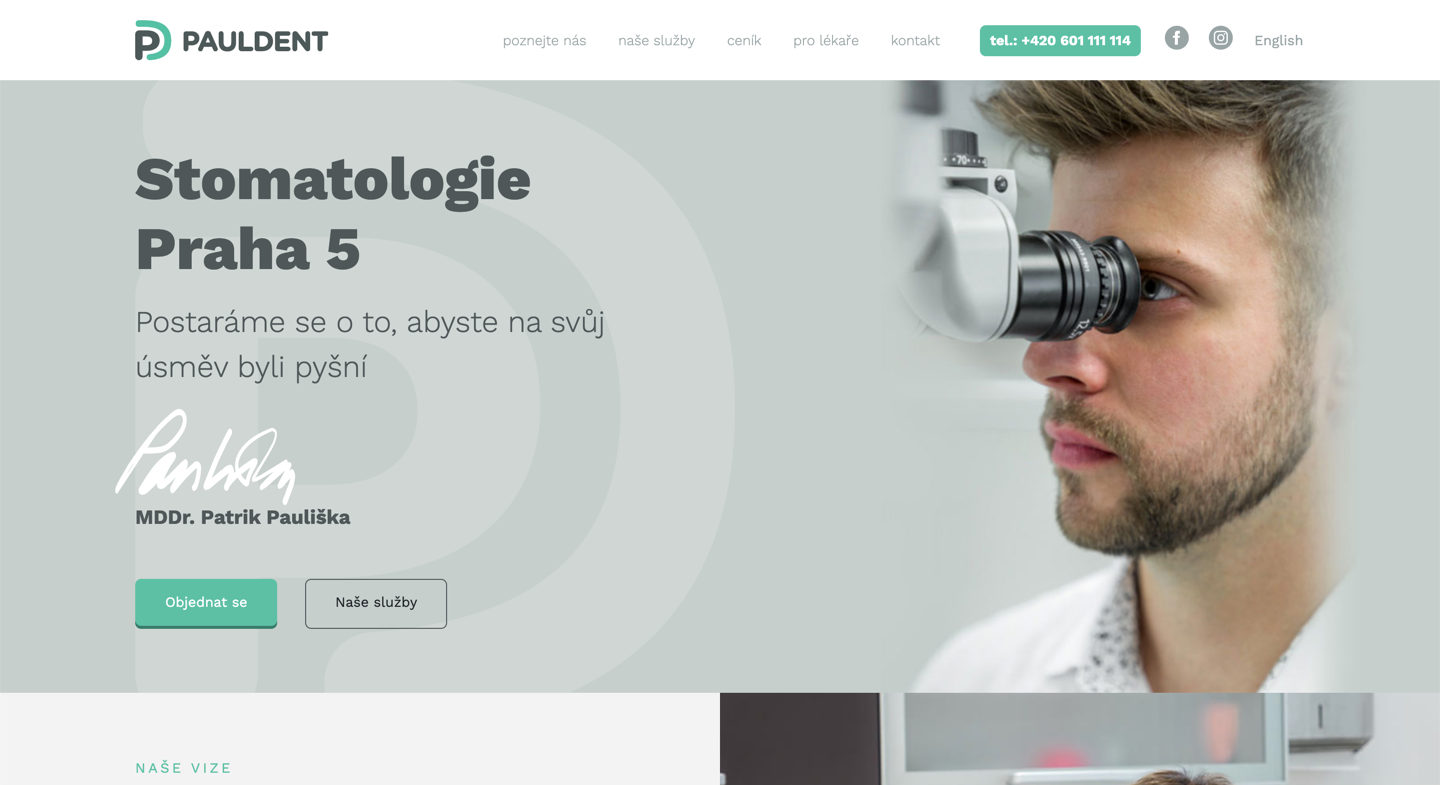 PAULDENT
poznejte nás
naše služby
ceník
pro lékaře
kontakt
tel.: +420 601 111 114
English
Stomatologie
Praha 5
Postaráme se o to, abyste na svůj
úsměv byli pyšní
MDDr. Patrik Pauliška
Objednat se
Naše služby
NAŠE VIZE
70